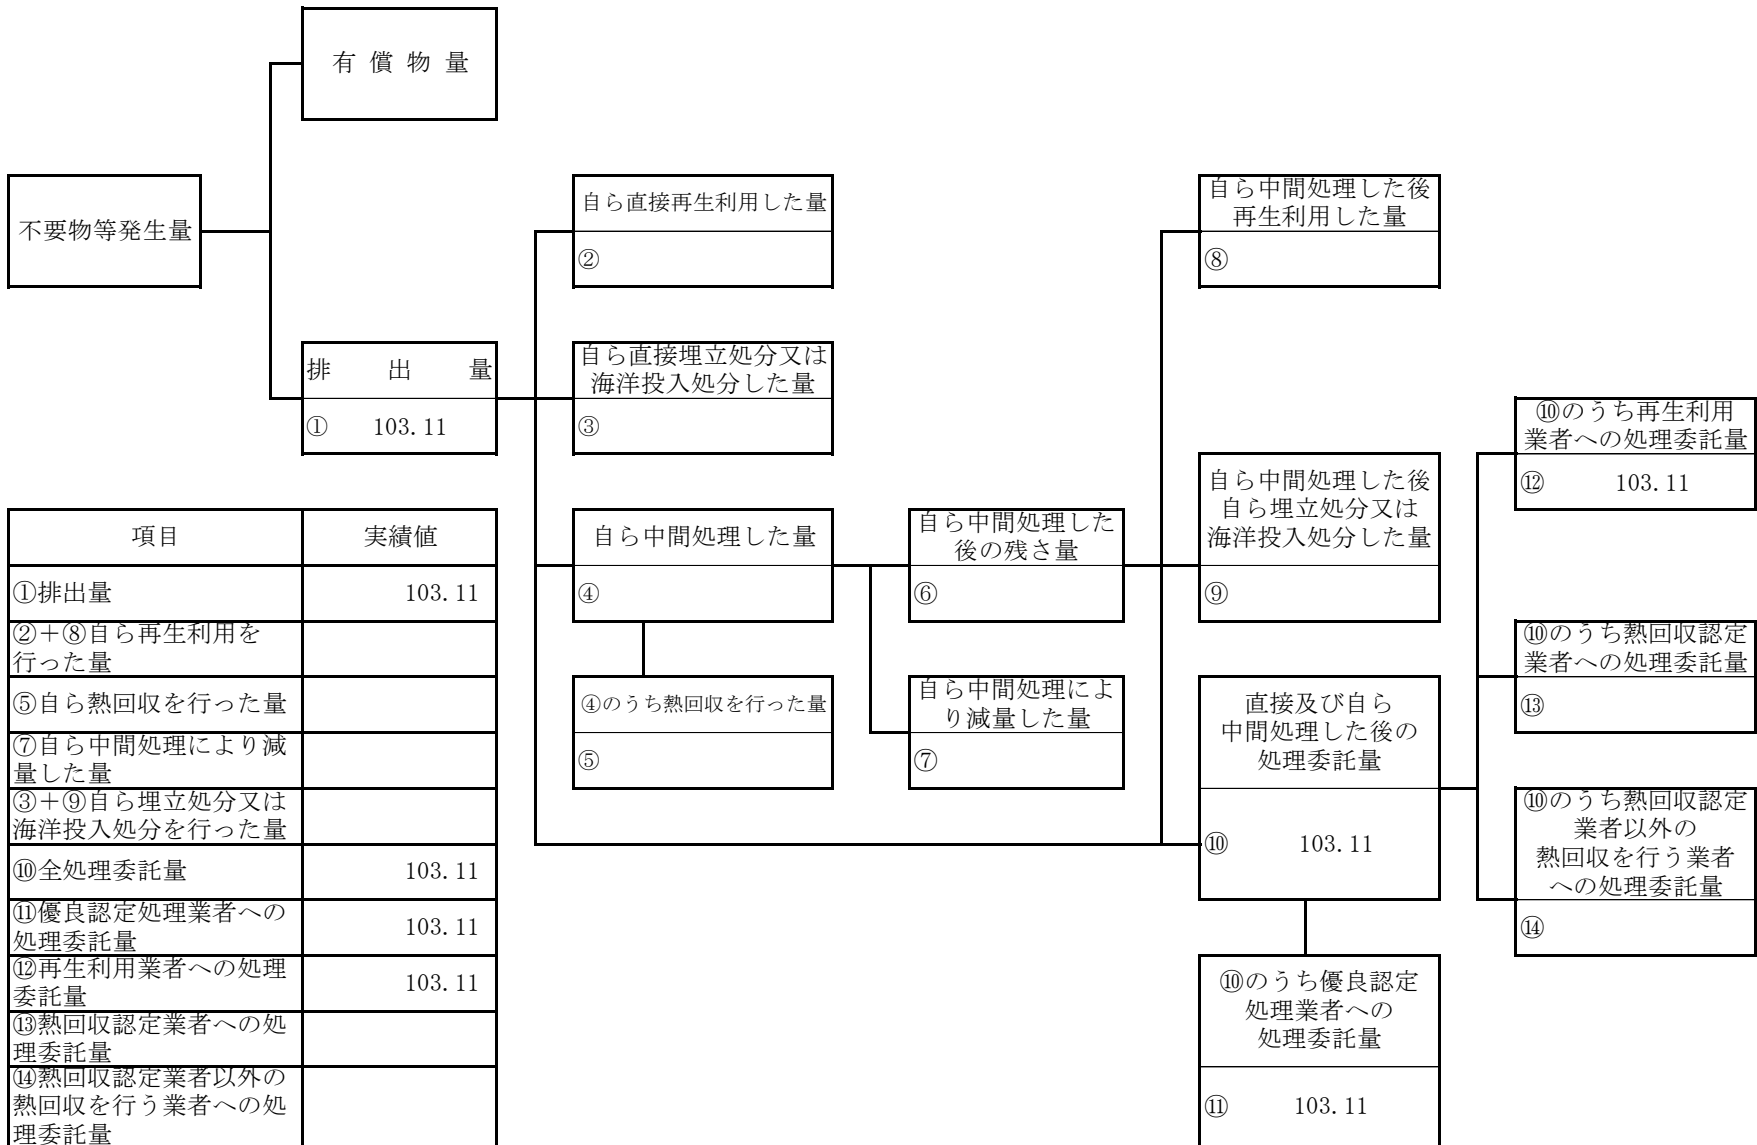 有償物量
不要物等発生量
排出量
① 103.11
自ら直接再生利用した量
②
自ら直接埋立処分又は
海洋投入処分した量
③
自ら中間処理した量
④
④のうち熱回収を行った量
⑤
自ら中間処理した
後の残さ量
⑥
自ら中間処理によ
り減量した量
⑦
自ら中間処理した後
再生利用した量
⑧
自ら中間処理した後
自ら埋立処分又は
海洋投入処分した量
⑨
直接及び自ら
中間処理した後の
処理委託量
⑩ 103.11
⑩のうち優良認定
処理業者への
処理委託量
⑪ 103.11
⑩のうち再生利用
業者への処理委託量
⑫ 103.11
⑩のうち熱回収認定
業者への処理委託量
⑬
⑩のうち熱回収認定
業者以外の
熱回収を行う業者
への処理委託量
⑭
項目 実績値
①排出量 103.11
②+⑧自ら再生利用を
行った量
⑤自ら熱回収を行った量
⑦自ら中間処理により減
量した量
③+⑨自ら埋立処分又は
海洋投入処分を行った量
⑩全処理委託量 103.11
⑪優良認定処理業者への
処理委託量 103.11
⑫再生利用業者への処理
委託量 103.11
⑬熱回収認定業者への処
理委託量
⑭熱回収認定業者以外の
熱回収を行う業者への処
理委託量